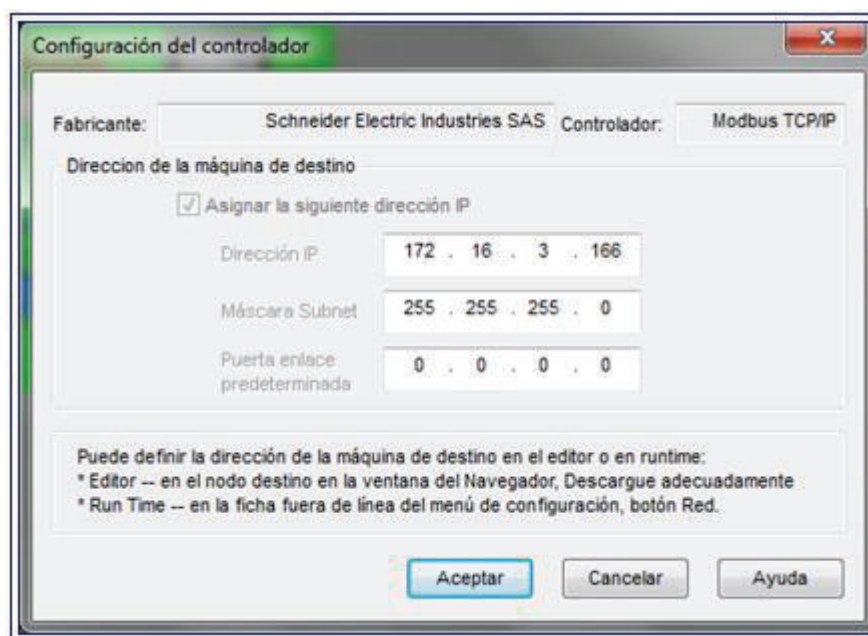 Configuración del controlador
Fabricante: Schneider Electric Industries SAS Controlador: Modbus TCP/IP
Direccion de la máquina de destino
Asignar la siguiente dirección IP
Dirección IP 172 . 16 . 3 . 166
Máscara Subnet 255 . 255 . 255 . 0
Puerta enlace
predeterminada 0 . 0 . 0 . 0
Puede definir la dirección de la máquina de destino en el editor o en runtime:
* Editor -- en el nodo destino en la ventana del Navegador, Descargue adecuadamente
* Run Time -- en la ficha fuera de línea del menú de configuración, botón Red.
Aceptar Cancelar Ayuda